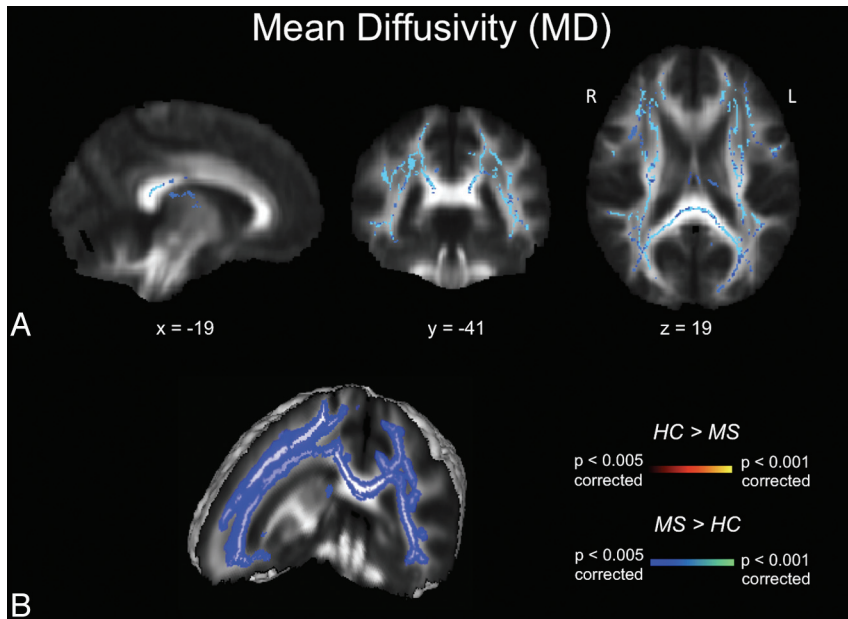 Mean Diffusivity (MD)
R
L
A
x = -19
y = -41
z = 19
HC > MS
p < 0.005
corrected
p < 0.001
corrected
MS > HC
p < 0.005
corrected
p < 0.001
corrected
B